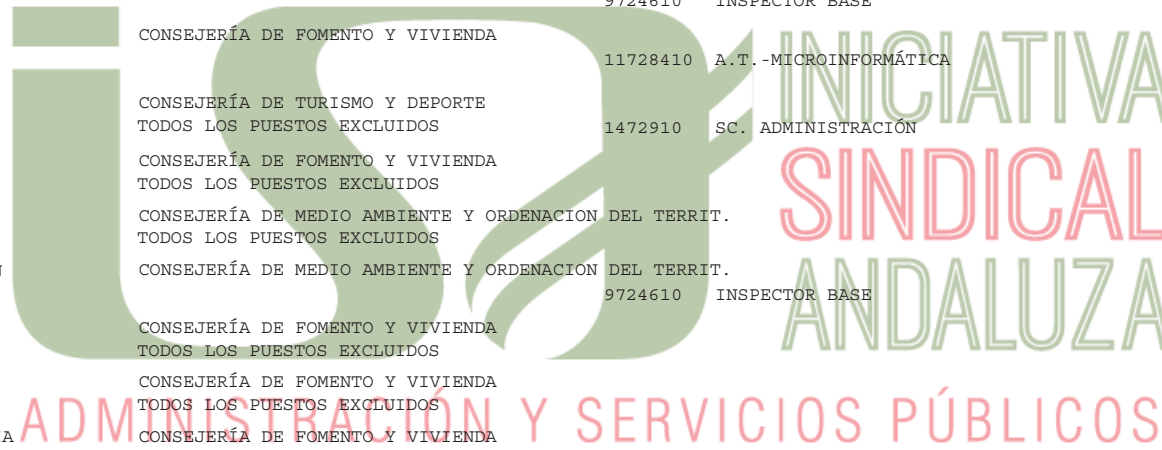 9724610 INSPECTOR BASE
CONSEJERÍA DE FOMENTO Y VIVIENDA
11728410 A.T.-MICROINFORMÁTICA
CONSEJERÍA DE TURISMO Y DEPORTE
TODOS LOS PUESTOS EXCLUIDOS
1472910 SC. ADMINISTRACIÓN
CONSEJERÍA DE FOMENTO Y VIVIENDA
TODOS LOS PUESTOS EXCLUIDOS
CONSEJERÍA DE MEDIO AMBIENTE Y ORDENACION DEL TERRIT.
TODOS LOS PUESTOS EXCLUIDOS
CONSEJERÍA DE MEDIO AMBIENTE Y ORDENACION DEL TERRIT.
9724610 INSPECTOR BASE
CONSEJERÍA DE FOMENTO Y VIVIENDA
TODOS LOS PUESTOS EXCLUIDOS
CONSEJERÍA DE FOMENTO Y VIVIENDA
TODOS LOS PUESTOS EXCLUIDOS
CONSEJERÍA DE FOMENTO Y VIVIENDA
isa
INICIATIVA
SINDICAL
ANDALUZA
ADMINISTRACIÓN Y SERVICIOS PÚBLICOS